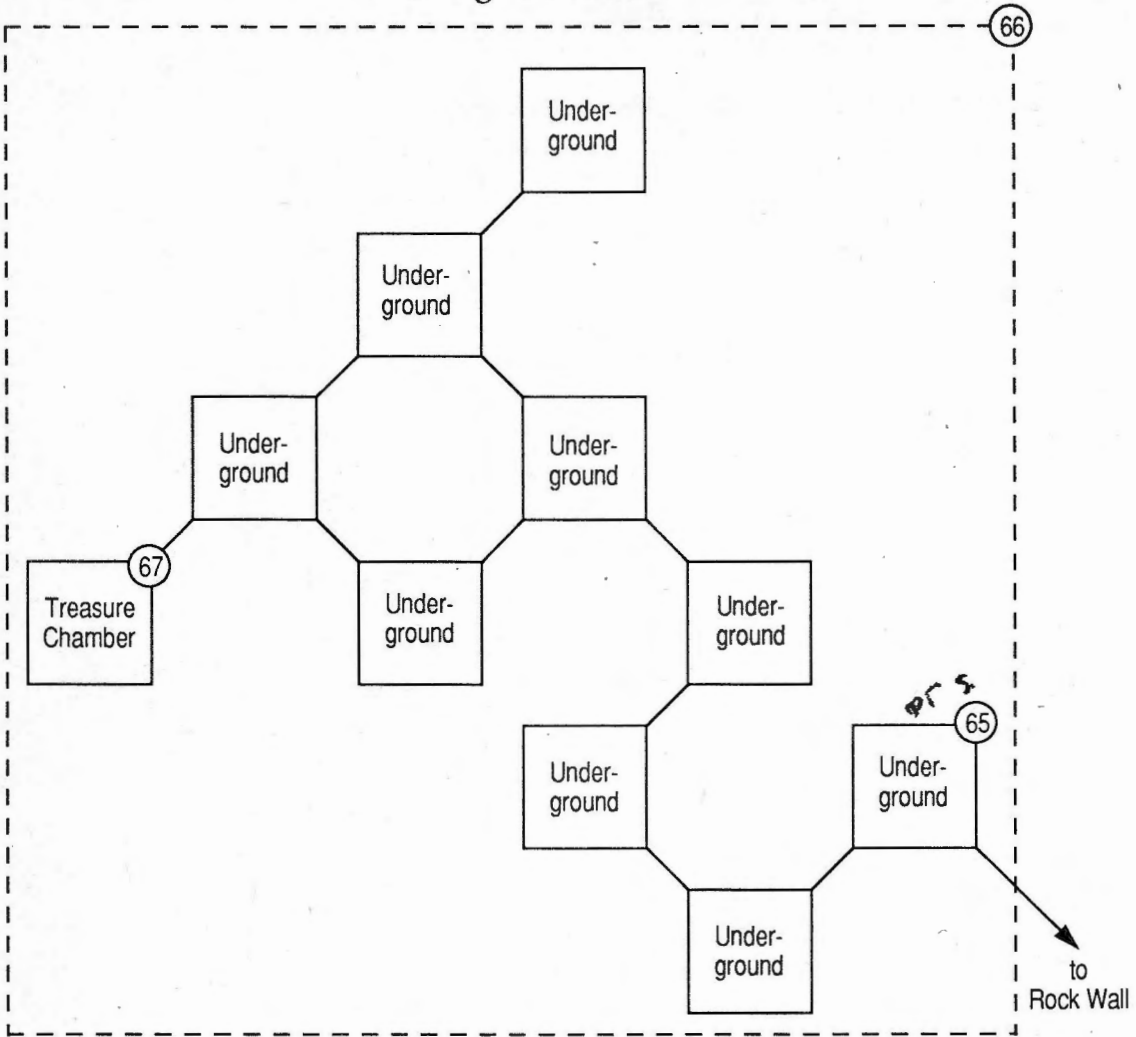 66
Under-
ground
Under-
ground
Under-
ground
Under-
ground
67
Treasure
Chamber
Under-
ground
Under-
ground
65
Under-
ground
Under-
ground
Under-
ground
to
Rock Wall